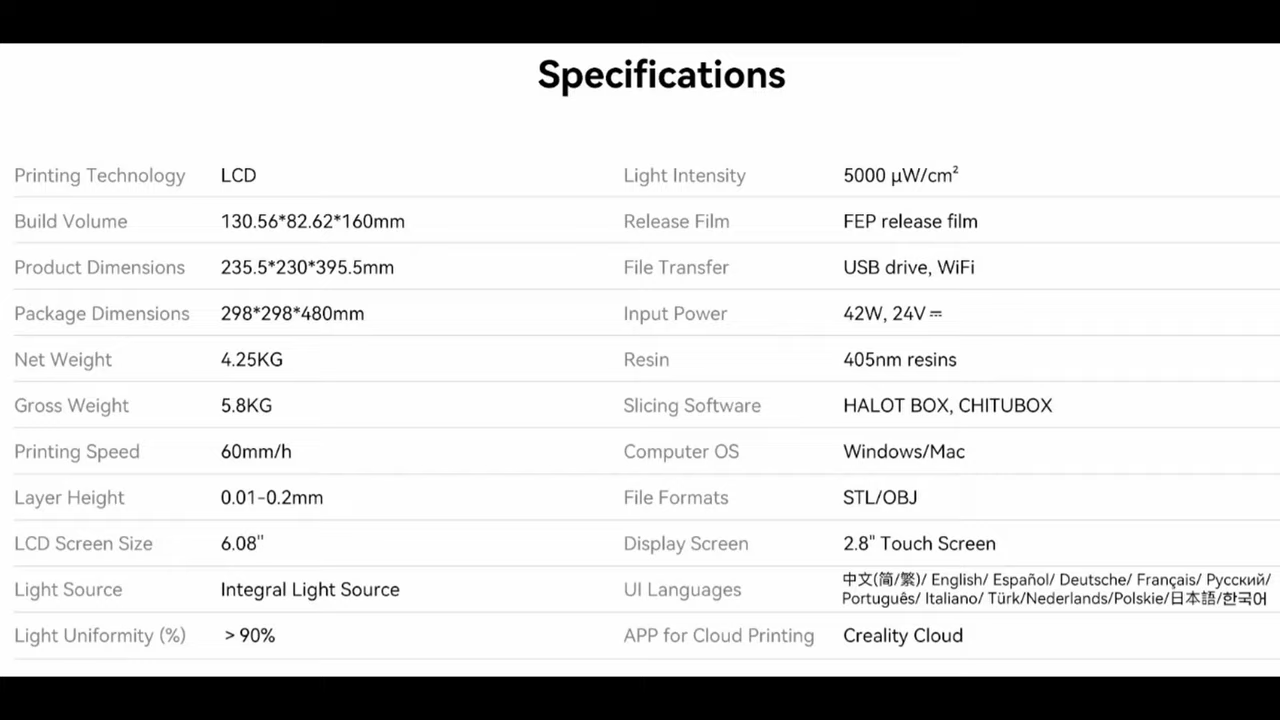 Specifications
Printing Technology LCD Light Intensity 5000 µW/cm²
Build Volume 130.56*82.62*160mm Release Film FEP release film
Product Dimensions 235.5*230*395.5mm File Transfer USB drive, WiFi
Package Dimensions 298*298*480mm Input Power 42W, 24V⎓
Net Weight 4.25KG Resin 405nm resins
Gross Weight 5.8KG Slicing Software HALOT BOX, CHITUBOX
Printing Speed 60mm/h Computer OS Windows/Mac
Layer Height 0.01-0.2mm File Formats STL/OBJ
LCD Screen Size 6.08" Display Screen 2.8" Touch Screen
Light Source Integral Light Source UI Languages 中文(简/繁)/ English/ Español/ Deutsche/ Français/ Русский/
Português/ Italiano/ Türk/Nederlands/Polskie/日本語/한국어
Light Uniformity (%) > 90% APP for Cloud Printing Creality Cloud